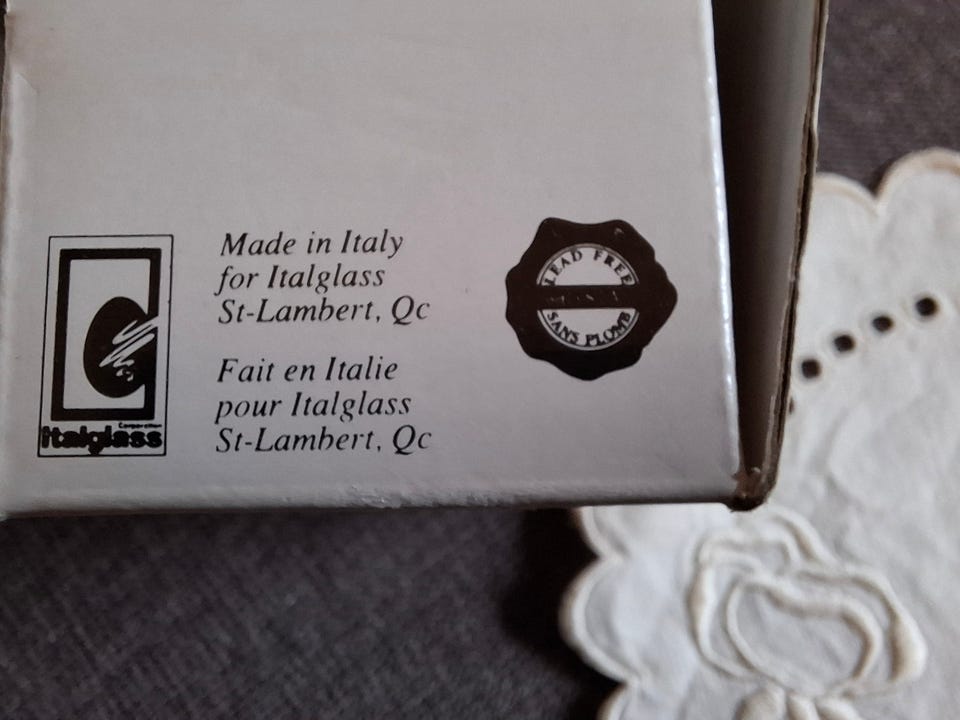 Made in Italy
for Italglass
St-Lambert, Qc
Fait en Italie
pour Italglass
St-Lambert, Qc
Corporation
italglass
LEAD FREE
SANS PLOMB